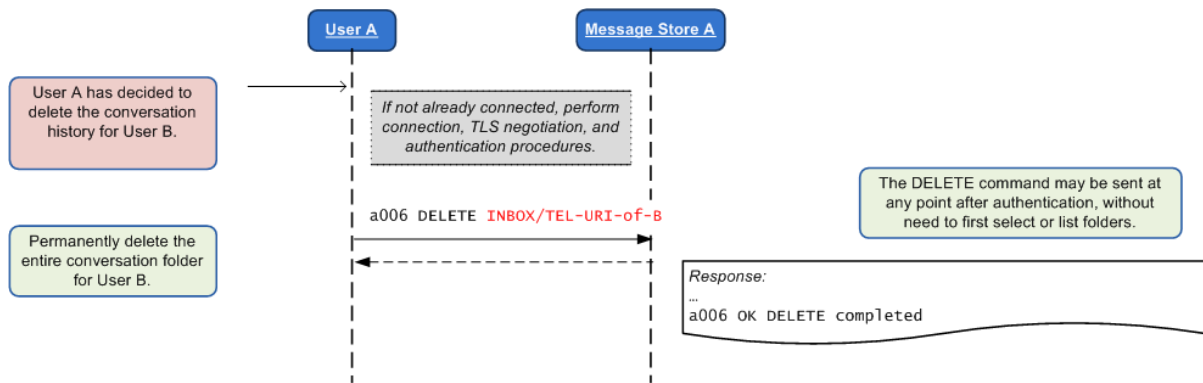 User A
Message Store A
User A has decided to
delete the conversation
history for User B.
If not already connected, perform
connection, TLS negotiation, and
authentication procedures.
The DELETE command may be sent at
any point after authentication, without
need to first select or list folders.
a006 DELETE INBOX/TEL-URI-of-B
Permanently delete the
entire conversation folder
for User B.
Response:
…
a006 OK DELETE completed